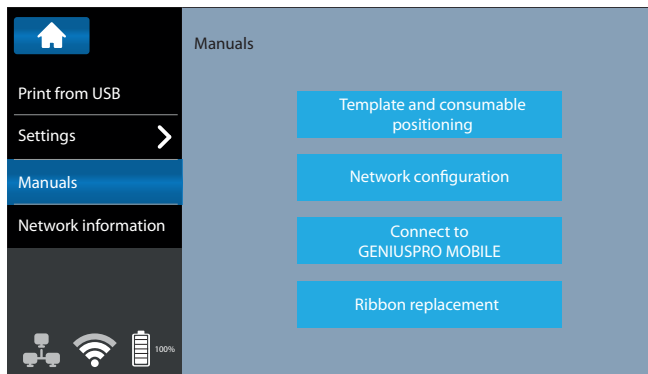 Manuals
Print from USB
Settings
Manuals
Network information
100%
Template and consumable
positioning
Network configuration
Connect to
GENIUSPRO MOBILE
Ribbon replacement